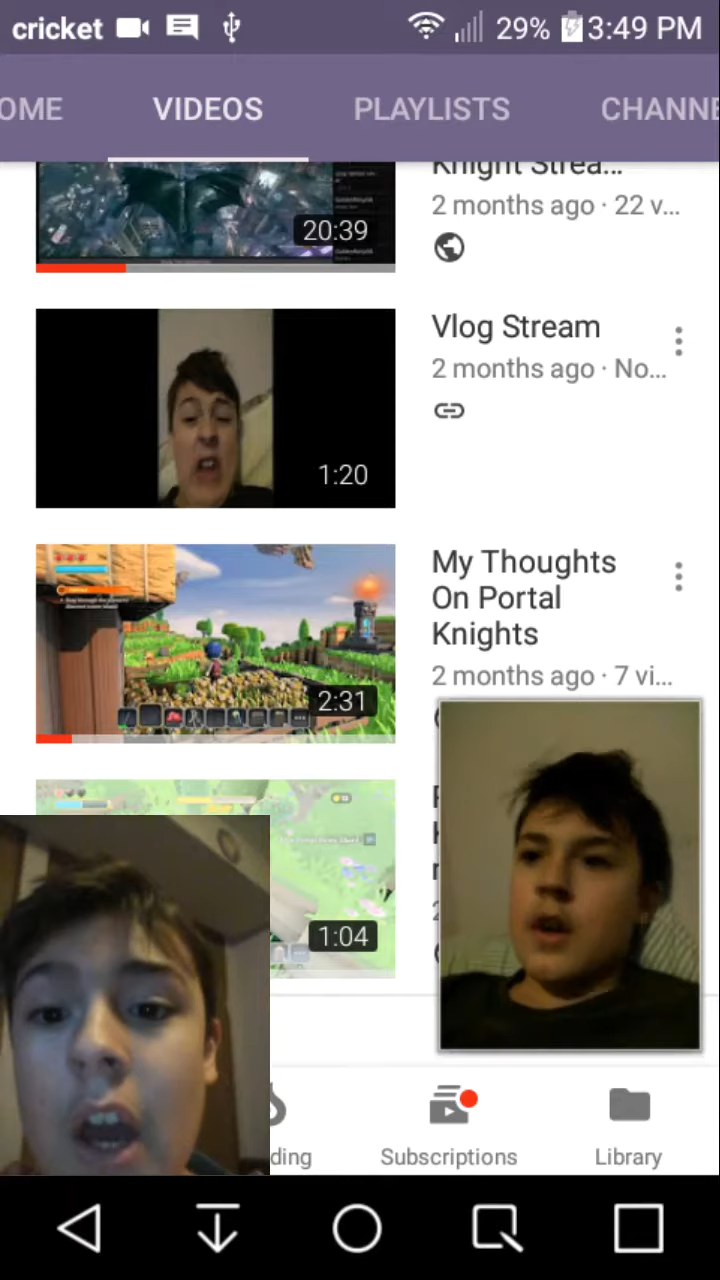 cricket 29% 3:49 PM
OME VIDEOS PLAYLISTS CHANNE
Knight Strea...
2 months ago · 22 v...
20:39
Vlog Stream
2 months ago · No...
1:20
My Thoughts
On Portal
Knights
2 months ago · 7 vi...
2:31
1:04
ding Subscriptions Library